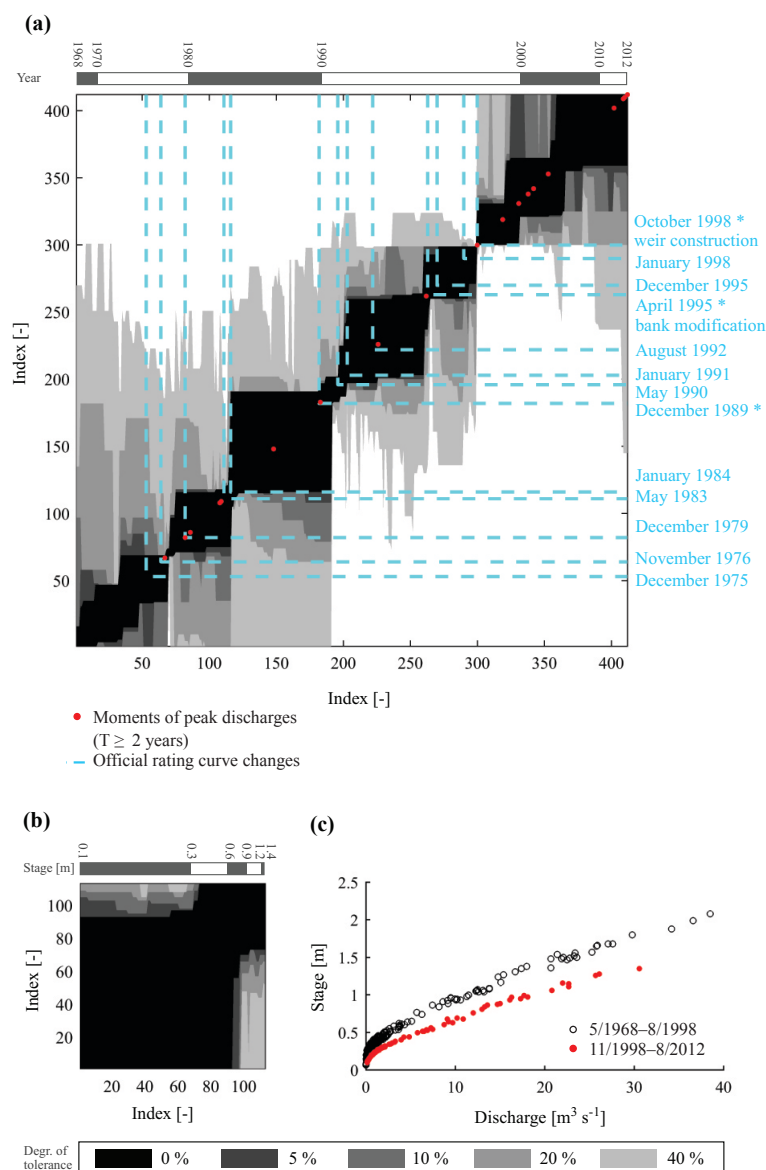 (a)
1968 1970 1980 1990 2000 2010 2012
Year
400
350
300
250
200
150
100
50
Index [-]
50 100 150 200 250 300 350 400
Index [-]
October 1998 *
weir construction
January 1998
December 1995
April 1995 *
bank modification
August 1992
January 1991
May 1990
December 1989 *
January 1984
May 1983
December 1979
November 1976
December 1975
Moments of peak discharges
(T ≥ 2 years)
Official rating curve changes
(b)
0.1 0.3 0.6 0.9 1.2 1.4
Stage [m]
100
80
60
40
20
Index [-]
20 40 60 80 100
Index [-]
(c)
2.5
2
1.5
1
0.5
0
Stage [m]
0 10 20 30 40
Discharge [m³ s⁻¹]
5/1968–8/1998
11/1998–8/2012
Degr. of
tolerance
0 % 5 % 10 % 20 % 40 %